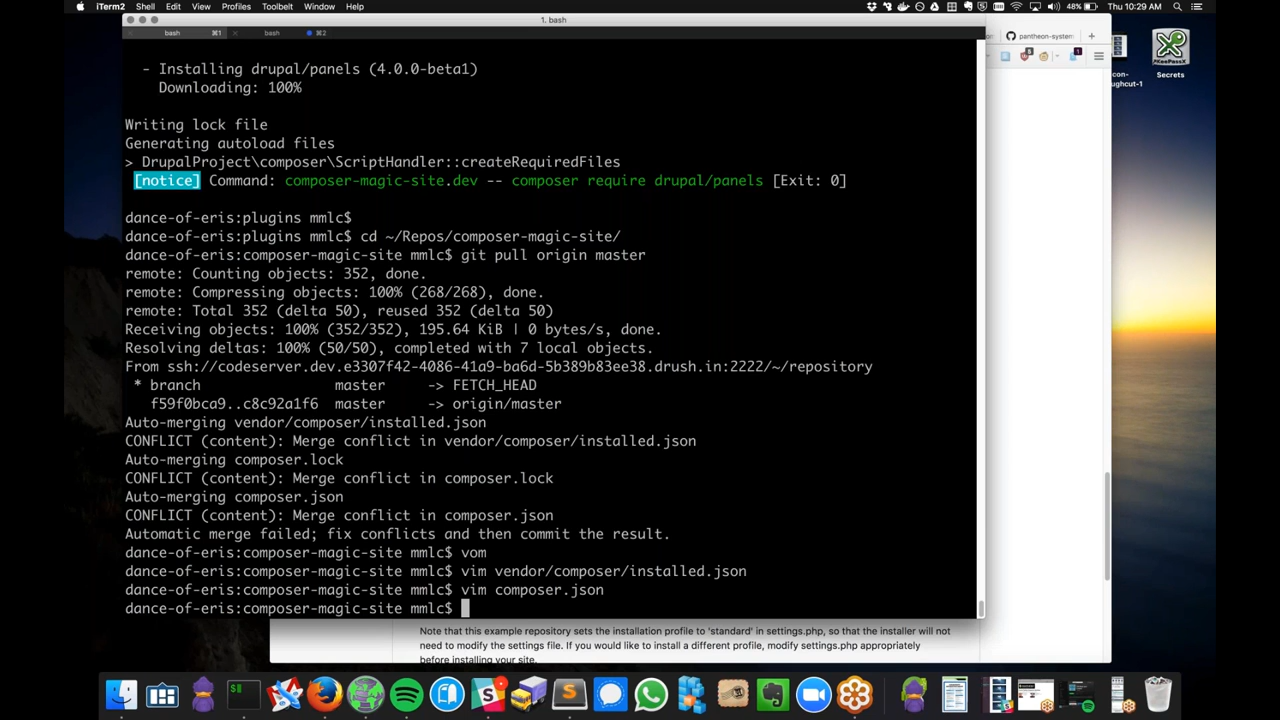 iTerm2 Shell Edit View Profiles Toolbelt Window Help 48% Thu 10:29 AM
1. bash
bash ⌘1 bash ⌘2
pantheon-system
- Installing drupal/panels (4.0.0-beta1)
Downloading: 100%
Secrets
ughcut-1
Writing lock file
Generating autoload files
> DrupalProject\composer\ScriptHandler::createRequiredFiles
[notice] Command: composer-magic-site.dev -- composer require drupal/panels [Exit: 0]
dance-of-eris:plugins mmlc$
dance-of-eris:plugins mmlc$ cd ~/Repos/composer-magic-site/
dance-of-eris:composer-magic-site mmlc$ git pull origin master
remote: Counting objects: 352, done.
remote: Compressing objects: 100% (268/268), done.
remote: Total 352 (delta 50), reused 352 (delta 50)
Receiving objects: 100% (352/352), 195.64 KiB | 0 bytes/s, done.
Resolving deltas: 100% (50/50), completed with 7 local objects.
From ssh://codeserver.dev.e3307f42-4086-41a9-ba6d-5b389b83ee38.drush.in:2222/~/repository
* branch master -> FETCH_HEAD
f59f0bca9..c8c92a1f6 master -> origin/master
Auto-merging vendor/composer/installed.json
CONFLICT (content): Merge conflict in vendor/composer/installed.json
Auto-merging composer.lock
CONFLICT (content): Merge conflict in composer.lock
Auto-merging composer.json
CONFLICT (content): Merge conflict in composer.json
Automatic merge failed; fix conflicts and then commit the result.
dance-of-eris:composer-magic-site mmlc$ vom
dance-of-eris:composer-magic-site mmlc$ vim vendor/composer/installed.json
dance-of-eris:composer-magic-site mmlc$ vim composer.json
dance-of-eris:composer-magic-site mmlc$
Note that this example repository sets the installation profile to 'standard' in settings.php, so that the installer will not
need to modify the settings file. If you would like to install a different profile, modify settings.php appropriately
before installing your site.